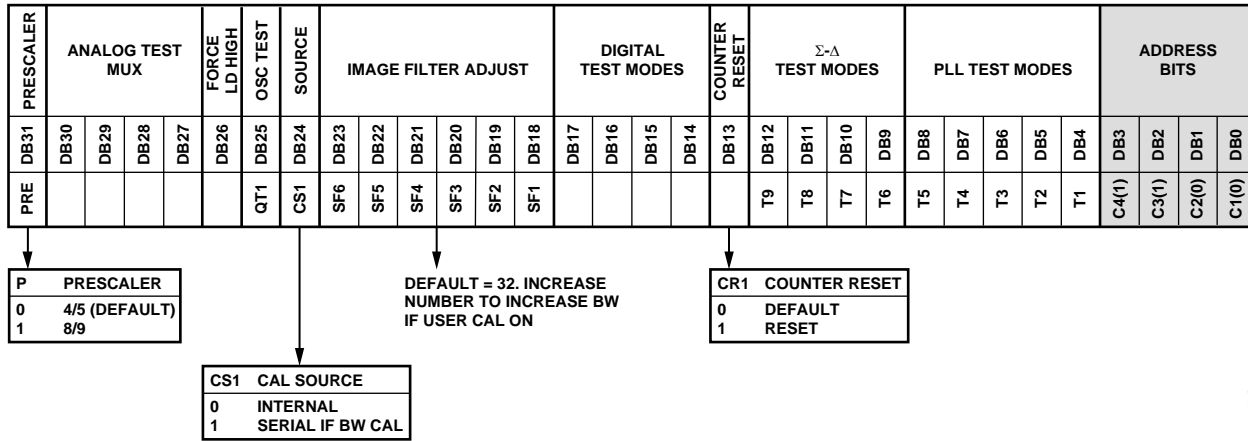 PRESCALER
ANALOG TEST
MUX
FORCE
LD HIGH
OSC TEST
SOURCE
IMAGE FILTER ADJUST
DIGITAL
TEST MODES
COUNTER
RESET
Σ-Δ
TEST MODES
PLL TEST MODES
ADDRESS
BITS
DB31 DB30 DB29 DB28 DB27 DB26 DB25 DB24 DB23 DB22 DB21 DB20 DB19 DB18 DB17 DB16 DB15 DB14 DB13 DB12 DB11 DB10 DB9 DB8 DB7 DB6 DB5 DB4 DB3 DB2 DB1 DB0
PRE QT1 CS1 SF6 SF5 SF4 SF3 SF2 SF1 T9 T8 T7 T6 T5 T4 T3 T2 T1 C4(1) C3(1) C2(0) C1(0)
P PRESCALER
0 4/5 (DEFAULT)
1 8/9
DEFAULT = 32. INCREASE
NUMBER TO INCREASE BW
IF USER CAL ON
CR1 COUNTER RESET
0 DEFAULT
1 RESET
CS1 CAL SOURCE
0 INTERNAL
1 SERIAL IF BW CAL